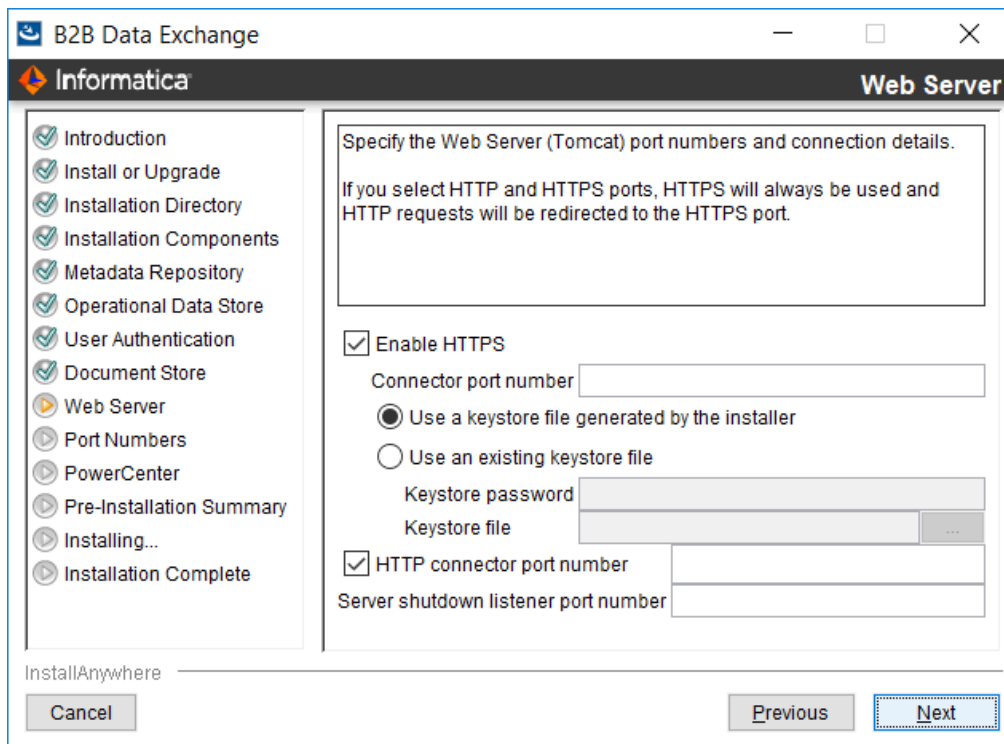 B2B Data Exchange
Informatica
Web Server
Introduction
Install or Upgrade
Installation Directory
Installation Components
Metadata Repository
Operational Data Store
User Authentication
Document Store
Web Server
Port Numbers
PowerCenter
Pre-Installation Summary
Installing...
Installation Complete
Specify the Web Server (Tomcat) port numbers and connection details.
If you select HTTP and HTTPS ports, HTTPS will always be used and
HTTP requests will be redirected to the HTTPS port.
Enable HTTPS
Connector port number
Use a keystore file generated by the installer
Use an existing keystore file
Keystore password
Keystore file
...
HTTP connector port number
Server shutdown listener port number
InstallAnywhere
Cancel
Previous
Next